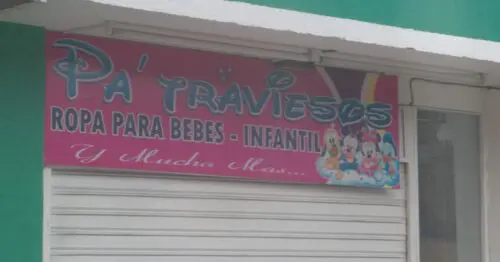 Pa' Traviesos
ROPA PARA BEBES - INFANTIL
Y Mucho Mas...